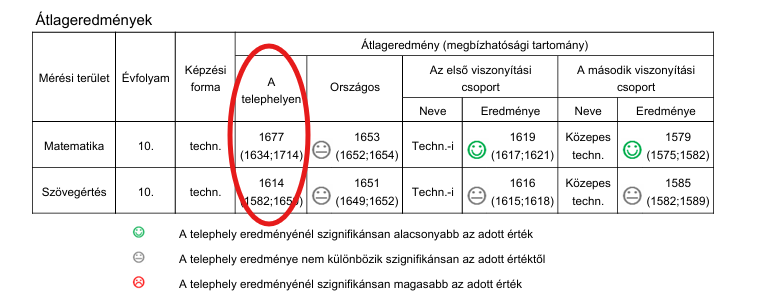 Átlageredmények
Átlageredmény (megbízhatósági tartomány)
Mérési terület Évfolyam Képzési forma A telephelyen Országos Az első viszonyítási csoport A második viszonyítási csoport
Neve Eredménye Neve Eredménye
Matematika 10. techn. 1677 (1634;1714) 1653 (1652;1654) Techn.-i 1619 (1617;1621) Közepes techn. 1579 (1575;1582)
Szövegértés 10. techn. 1614 1651 (1649;1652) Techn.-i 1616 (1615;1618) Közepes techn. 1585 (1582;1589)
A telephely eredményénél szignifikánsan alacsonyabb az adott érték
A telephely eredménye nem különbözik szignifikánsan az adott értéktől
A telephely eredményénél szignifikánsan magasabb az adott érték